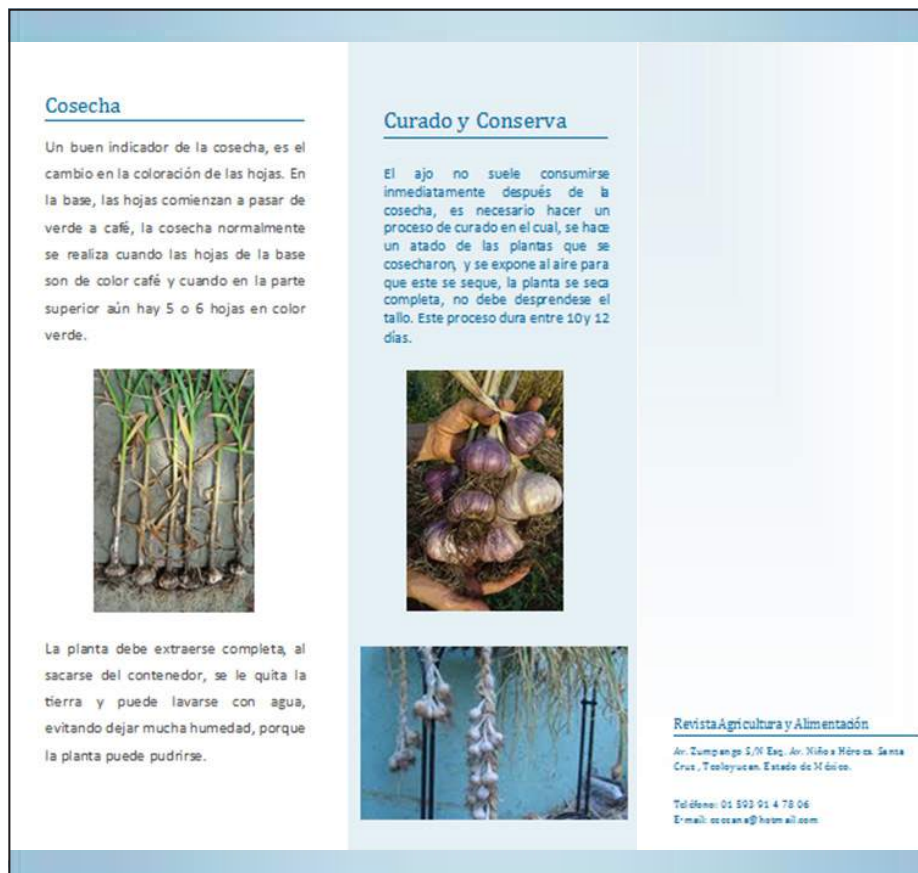 Cosecha
Un buen indicador de la cosecha, es el
cambio en la coloración de las hojas. En
la base, las hojas comienzan a pasar de
verde a café, la cosecha normalmente
se realiza cuando las hojas de la base
son de color café y cuando en la parte
superior aún hay 5 o 6 hojas en color
verde.
La planta debe extraerse completa, al
sacarse del contenedor, se le quita la
tierra y puede lavarse con agua,
evitando dejar mucha humedad, porque
la planta puede pudrirse.
Curado y Conserva
El ajo no suele consumirse
inmediatamente después de la
cosecha, es necesario hacer un
proceso de curado en el cual, se hace
un atado de las plantas que se
cosecharon, y se expone al aire para
que este se seque, la planta se seca
completa, no debe desprendese el
tallo. Este proceso dura entre 10 y 12
días.
Revista Agricultura y Alimentación
Av. Zumpango S/N Esq. Av. Niños Héroes. Santa
Cruz, Teoloyucan. Estado de México.
Teléfono: 01 593 91 4 78 06
E-mail: cocsana@hotmail.com